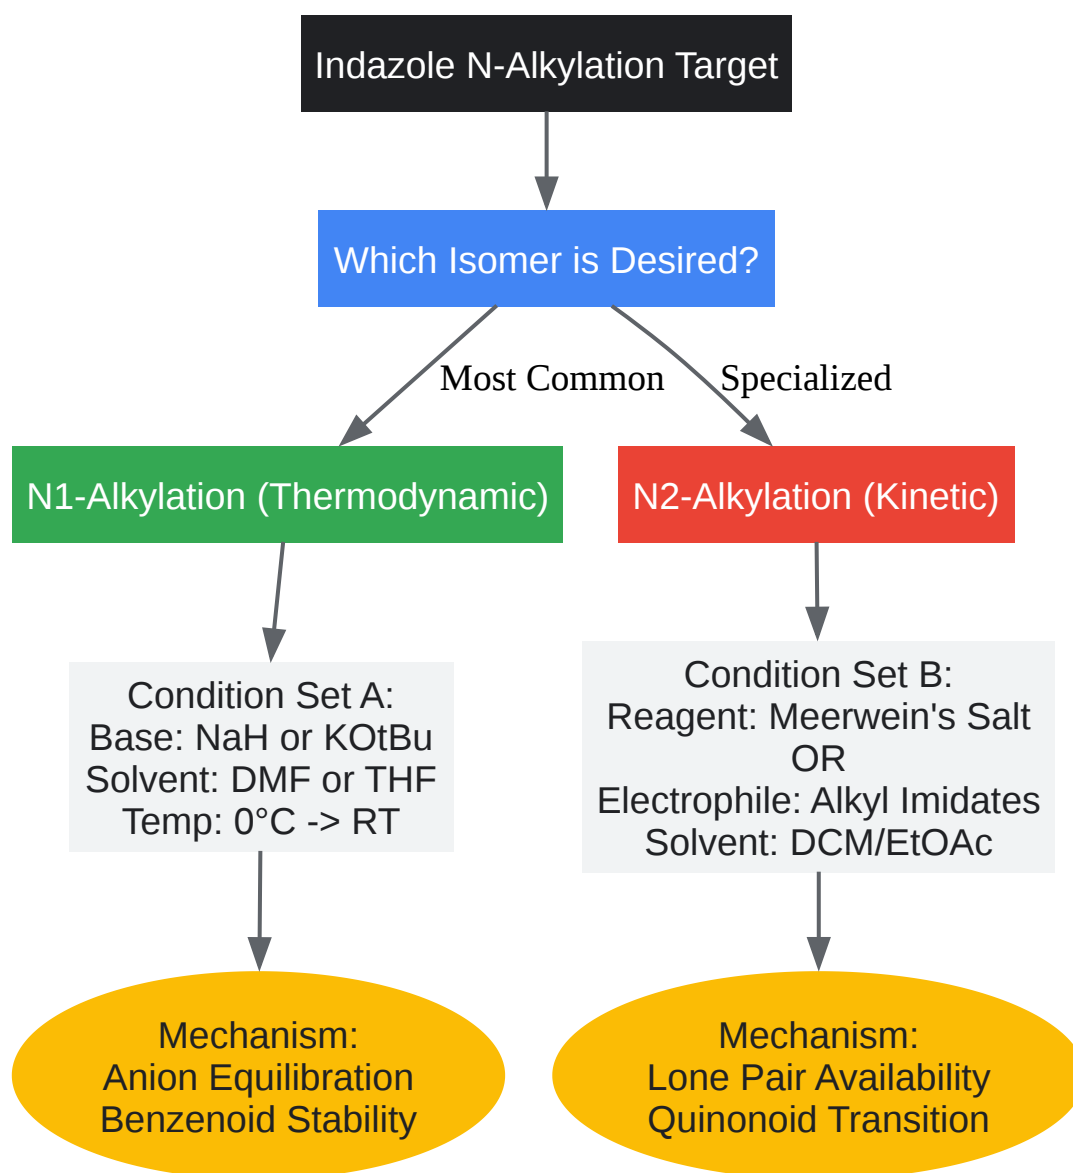 Indazole N-Alkylation Target
Which Isomer is Desired?
Most Common
Specialized
N1-Alkylation (Thermodynamic)
N2-Alkylation (Kinetic)
Condition Set A:
Base: NaH or KOtBu
Solvent: DMF or THF
Temp: 0°C -> RT
Condition Set B:
Reagent: Meerwein's Salt
OR
Electrophile: Alkyl Imidates
Solvent: DCM/EtOAc
Mechanism:
Anion Equilibration
Benzenoid Stability
Mechanism:
Lone Pair Availability
Quinonoid Transition